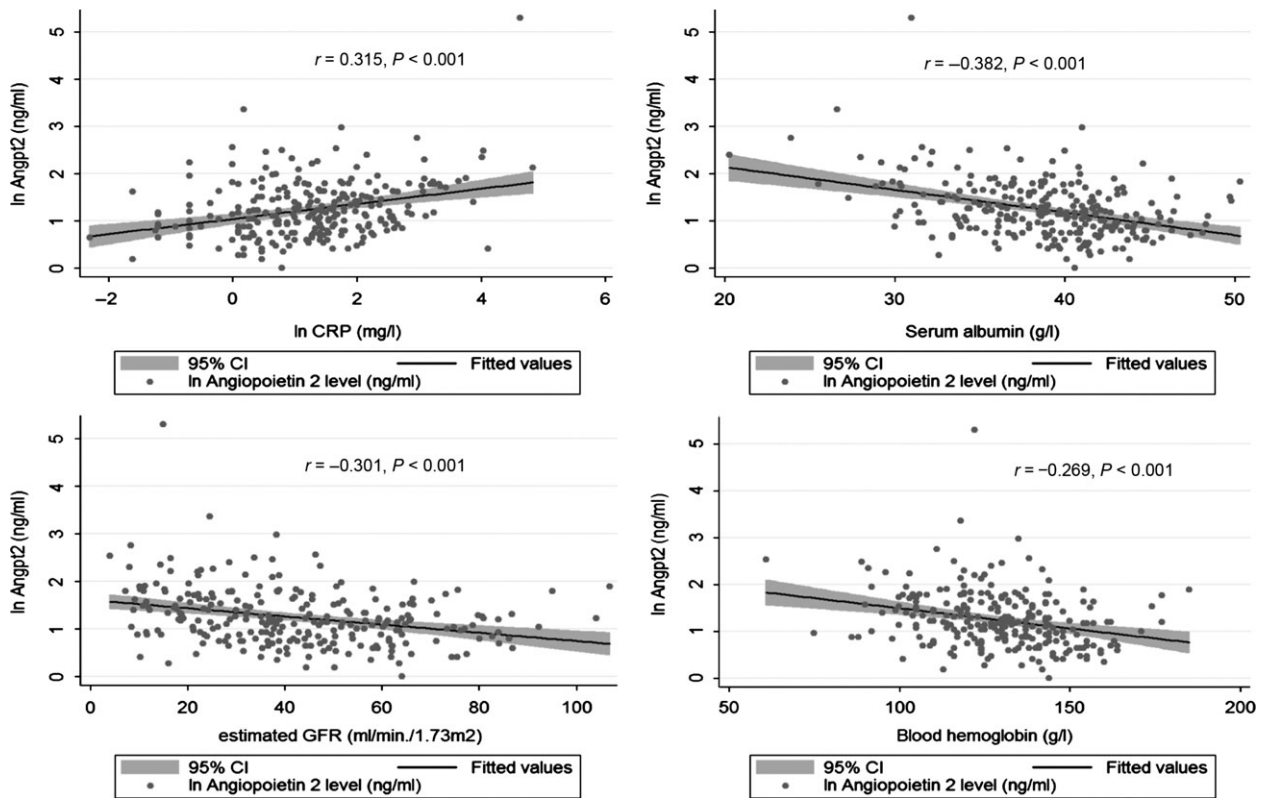 r = 0.315, P < 0.001
ln Angpt2 (ng/ml)
5
4
3
2
1
0
−2 0 2 4 6
ln CRP (mg/l)
95% CI Fitted values
ln Angiopoietin 2 level (ng/ml)
r = −0.382, P < 0.001
ln Angpt2 (ng/ml)
5
4
3
2
1
0
20 30 40 50
Serum albumin (g/l)
95% CI Fitted values
ln Angiopoietin 2 level (ng/ml)
r = −0.301, P < 0.001
ln Angpt2 (ng/ml)
5
4
3
2
1
0
0 20 40 60 80 100
estimated GFR (ml/min./1.73m2)
95% CI Fitted values
ln Angiopoietin 2 level (ng/ml)
r = −0.269, P < 0.001
ln Angpt2 (ng/ml)
5
4
3
2
1
0
50 100 150 200
Blood hemoglobin (g/l)
95% CI Fitted values
ln Angiopoietin 2 level (ng/ml)